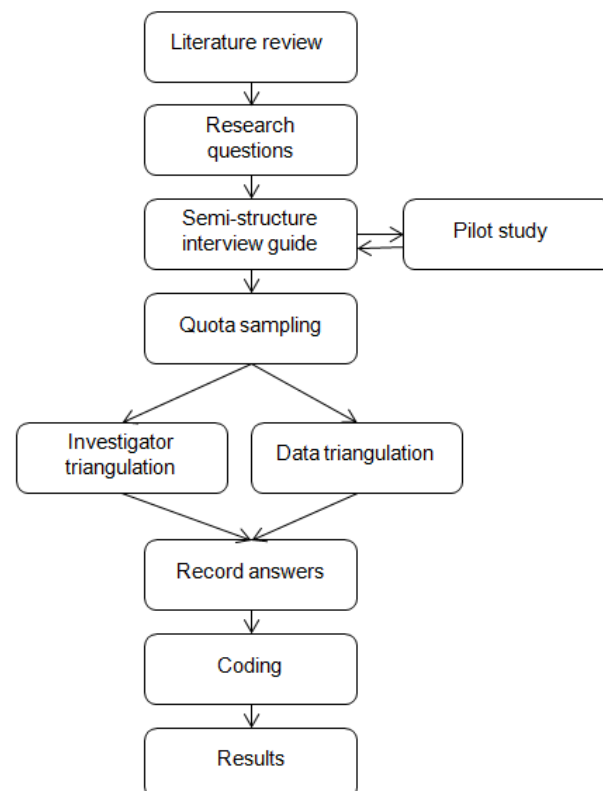 Literature review
Research
questions
Semi-structure
interview guide
Pilot study
Quota sampling
Investigator
triangulation
Data triangulation
Record answers
Coding
Results